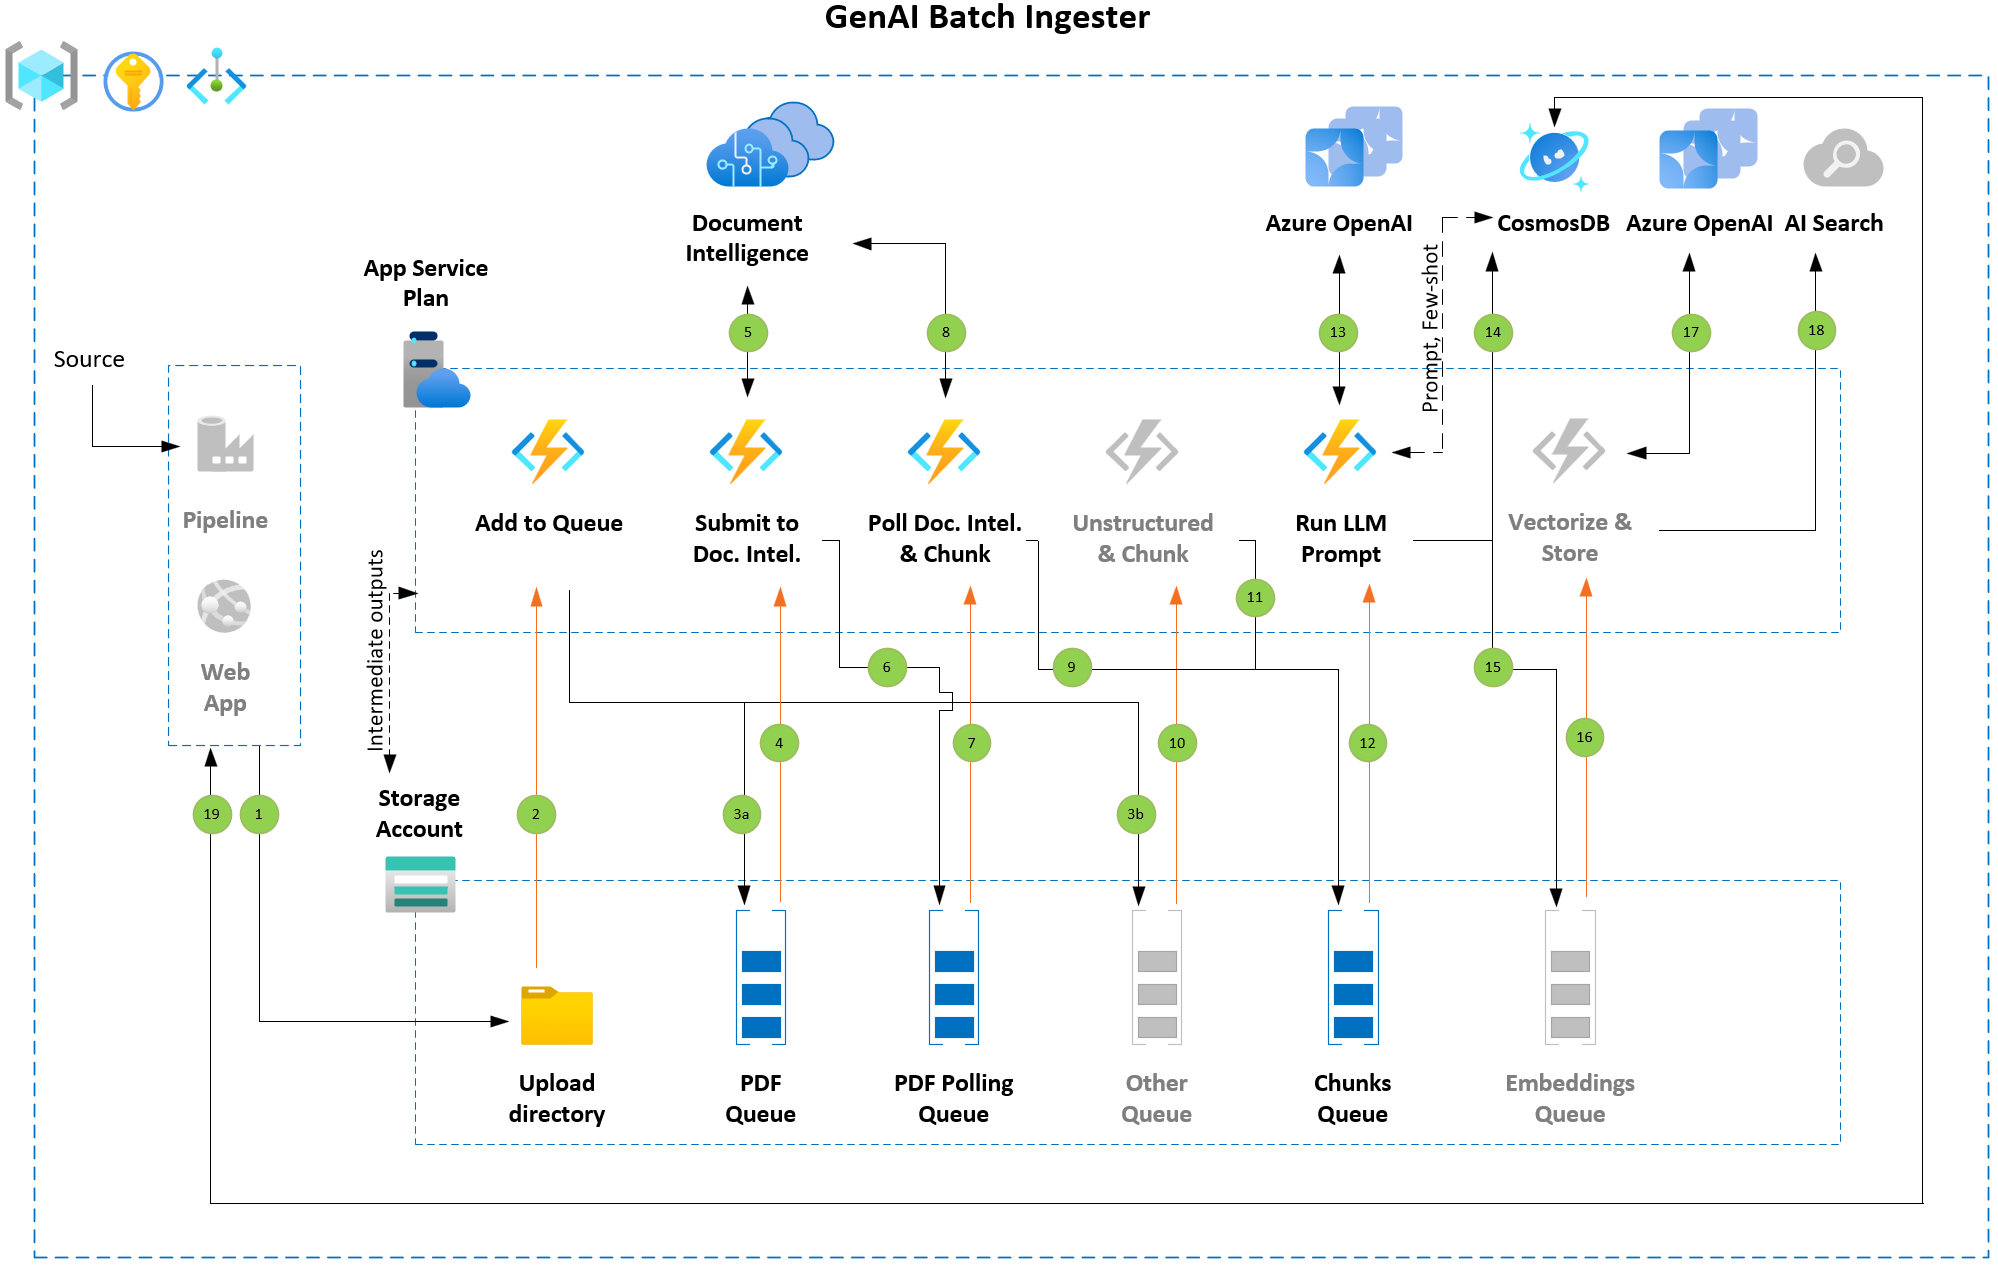 GenAI Batch Ingester
Document
Intelligence
Azure OpenAI
CosmosDB
Azure OpenAI
AI Search
App Service
Plan
Prompt, Few-shot
5
8
13
14
17
18
Source
Pipeline
Web
App
Add to Queue
Submit to
Doc. Intel.
Poll Doc. Intel.
& Chunk
Unstructured
& Chunk
Run LLM
Prompt
Vectorize &
Store
Intermediate outputs
11
6
9
15
4
7
10
12
16
19
1
2
3a
3b
Storage
Account
Upload
directory
PDF
Queue
PDF Polling
Queue
Other
Queue
Chunks
Queue
Embeddings
Queue